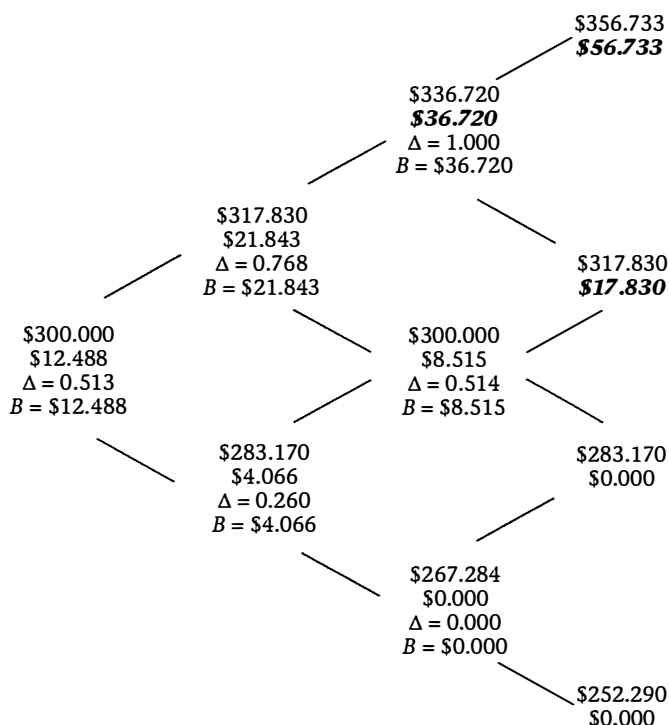 $356.733
$56.733
$336.720
$36.720
Δ = 1.000
B = $36.720
$317.830
$21.843
Δ = 0.768
B = $21.843
$317.830
$17.830
$300.000
$12.488
Δ = 0.513
B = $12.488
$300.000
$8.515
Δ = 0.514
B = $8.515
$283.170
$4.066
Δ = 0.260
B = $4.066
$283.170
$0.000
$267.284
$0.000
Δ = 0.000
B = $0.000
$252.290
$0.000